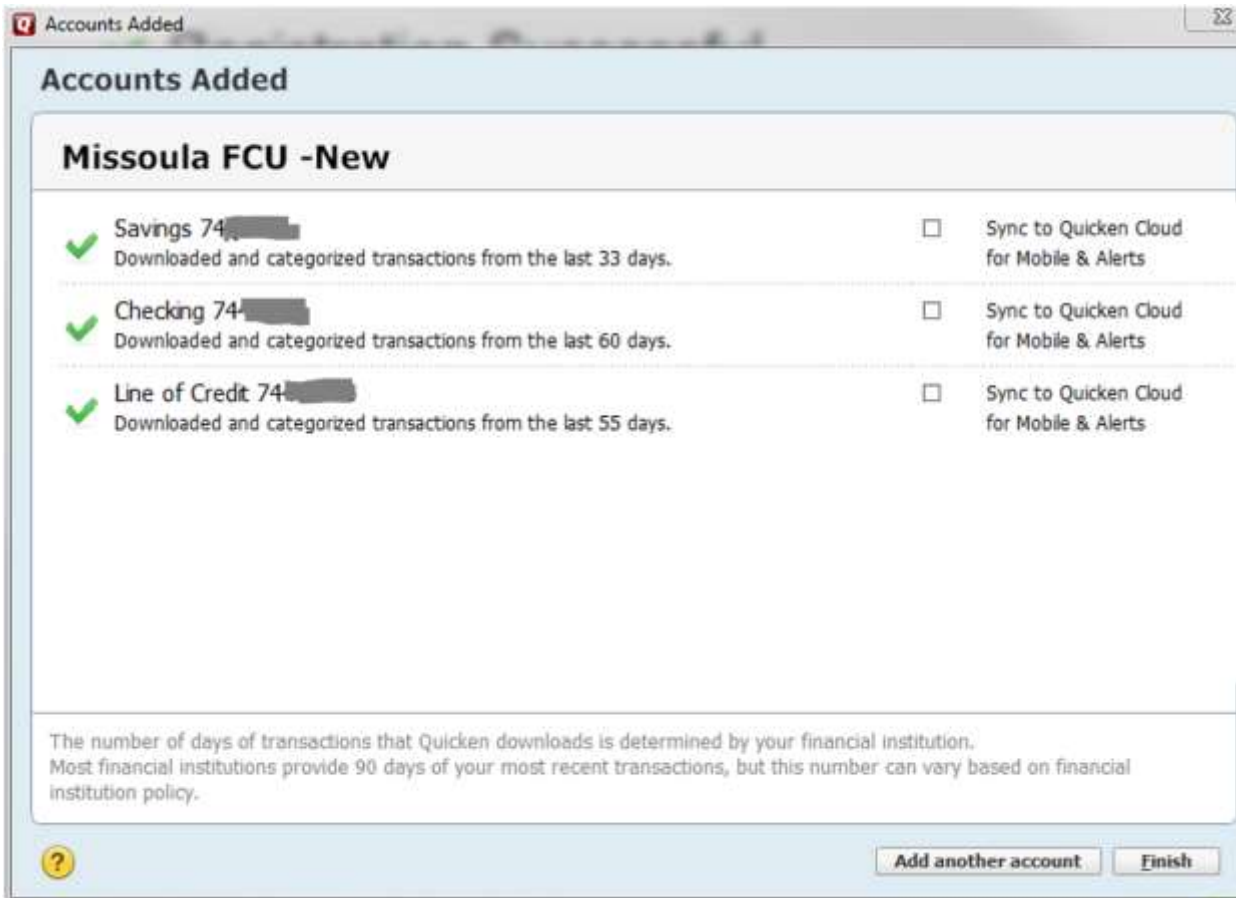 Accounts Added
Accounts Added
Missoula FCU -New
Savings 74
Downloaded and categorized transactions from the last 33 days.
Sync to Quicken Cloud
for Mobile & Alerts
Checking 74
Downloaded and categorized transactions from the last 60 days.
Sync to Quicken Cloud
for Mobile & Alerts
Line of Credit 74
Downloaded and categorized transactions from the last 55 days.
Sync to Quicken Cloud
for Mobile & Alerts
The number of days of transactions that Quicken downloads is determined by your financial institution.
Most financial institutions provide 90 days of your most recent transactions, but this number can vary based on financial
institution policy.
?
Add another account
Finish